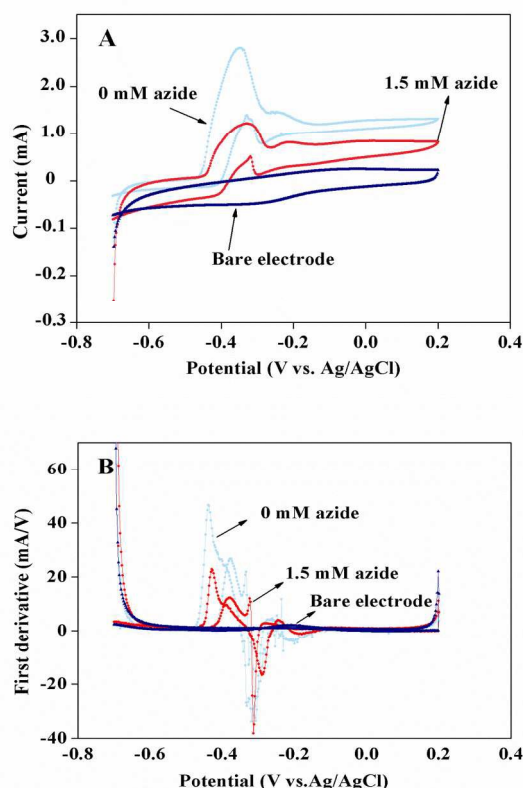 A
3.0
2.0
1.0
0
-0.1
-0.2
-0.3
Current (mA)
0 mM azide
1.5 mM azide
Bare electrode
-0.8 -0.6 -0.4 -0.2 0.0 0.2 0.4
Potential (V vs. Ag/AgCl)
B
60
40
20
0
-20
-40
First derivative (mA/V)
0 mM azide
1.5 mM azide
Bare electrode
-0.8 -0.6 -0.4 -0.2 0.0 0.2 0.4
Potential (V vs.Ag/AgCl)